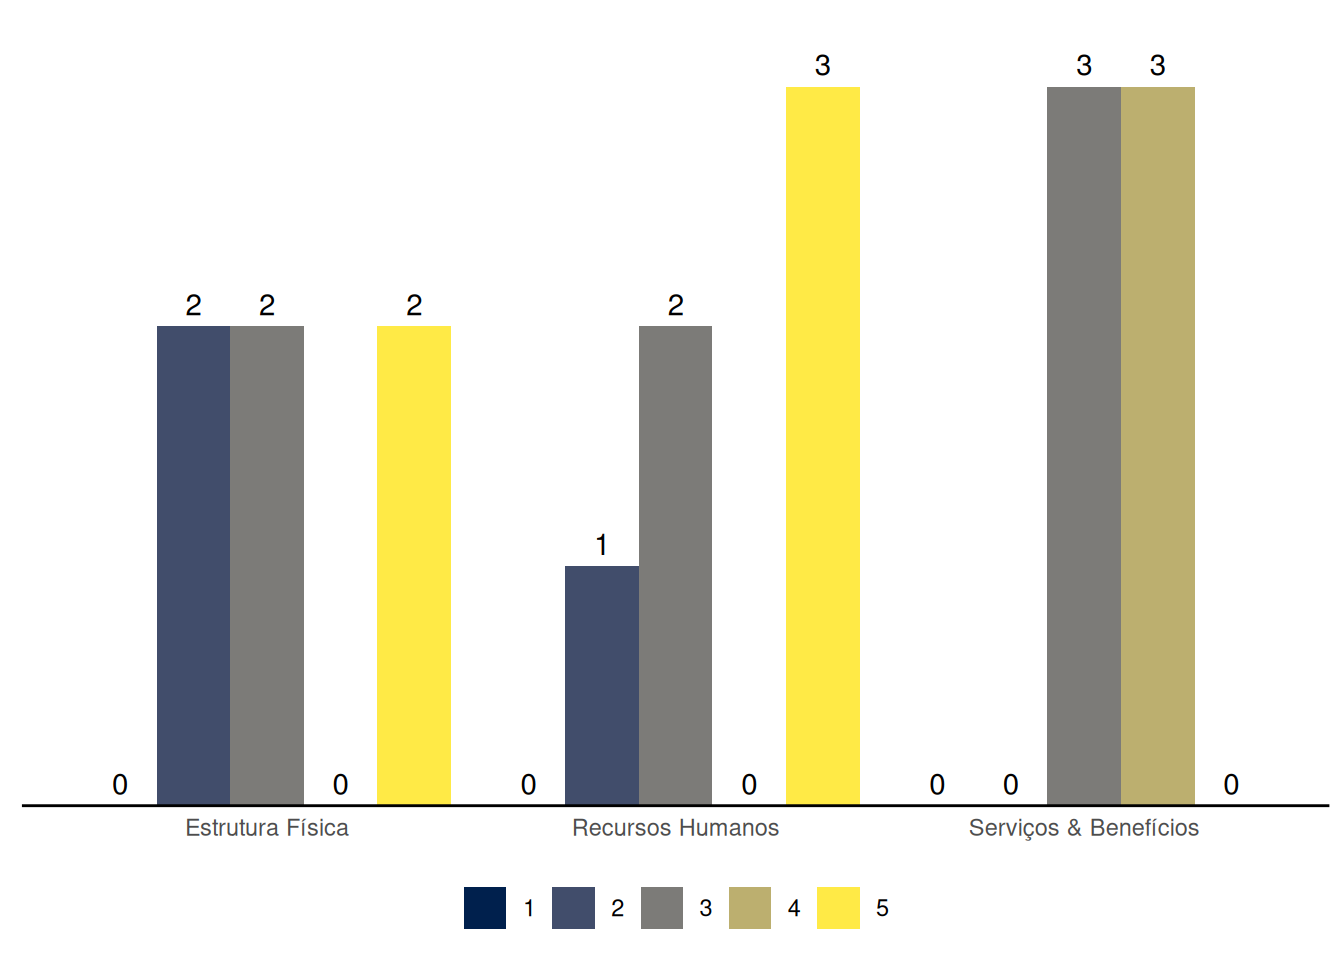 3 3 3
2 2 2 2
1
0 0 0 0 0 0 0
Estrutura Física Recursos Humanos Serviços & Benefícios
1 2 3 4 5